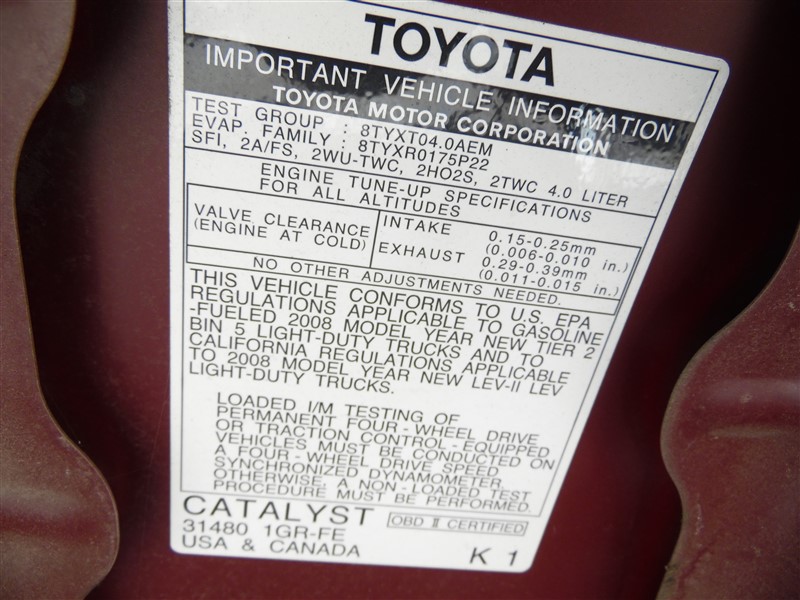 TOYOTA
IMPORTANT VEHICLE INFORMATION
TOYOTA MOTOR CORPORATION
TEST GROUP : 8TYXT04.0AEM
EVAP. FAMILY : 8TYXR0175P22
SFI, 2A/FS, 2WU-TWC, 2HO2S, 2TWC 4.0 LITER
ENGINE TUNE-UP SPECIFICATIONS
FOR ALL ALTITUDES
VALVE CLEARANCE
(ENGINE AT COLD)
INTAKE 0.15-0.25mm
(0.006-0.010 in.)
EXHAUST 0.29-0.39mm
(0.011-0.015 in.)
NO OTHER ADJUSTMENTS NEEDED.
THIS VEHICLE CONFORMS TO U.S. EPA
REGULATIONS APPLICABLE TO GASOLINE
-FUELED 2008 MODEL YEAR NEW TIER 2
BIN 5 LIGHT-DUTY TRUCKS AND TO
CALIFORNIA REGULATIONS APPLICABLE
TO 2008 MODEL YEAR NEW LEV-II LEV
LIGHT-DUTY TRUCKS.
LOADED I/M TESTING OF
PERMANENT FOUR-WHEEL DRIVE
OR TRACTION CONTROL-EQUIPPED
VEHICLES MUST BE CONDUCTED ON
A FOUR-WHEEL DRIVE SPEED
SYNCHRONIZED DYNAMOMETER.
OTHERWISE, A NON-LOADED TEST
PROCEDURE MUST BE PERFORMED.
CATALYST OBD II CERTIFIED
31480 1GR-FE
USA & CANADA K 1